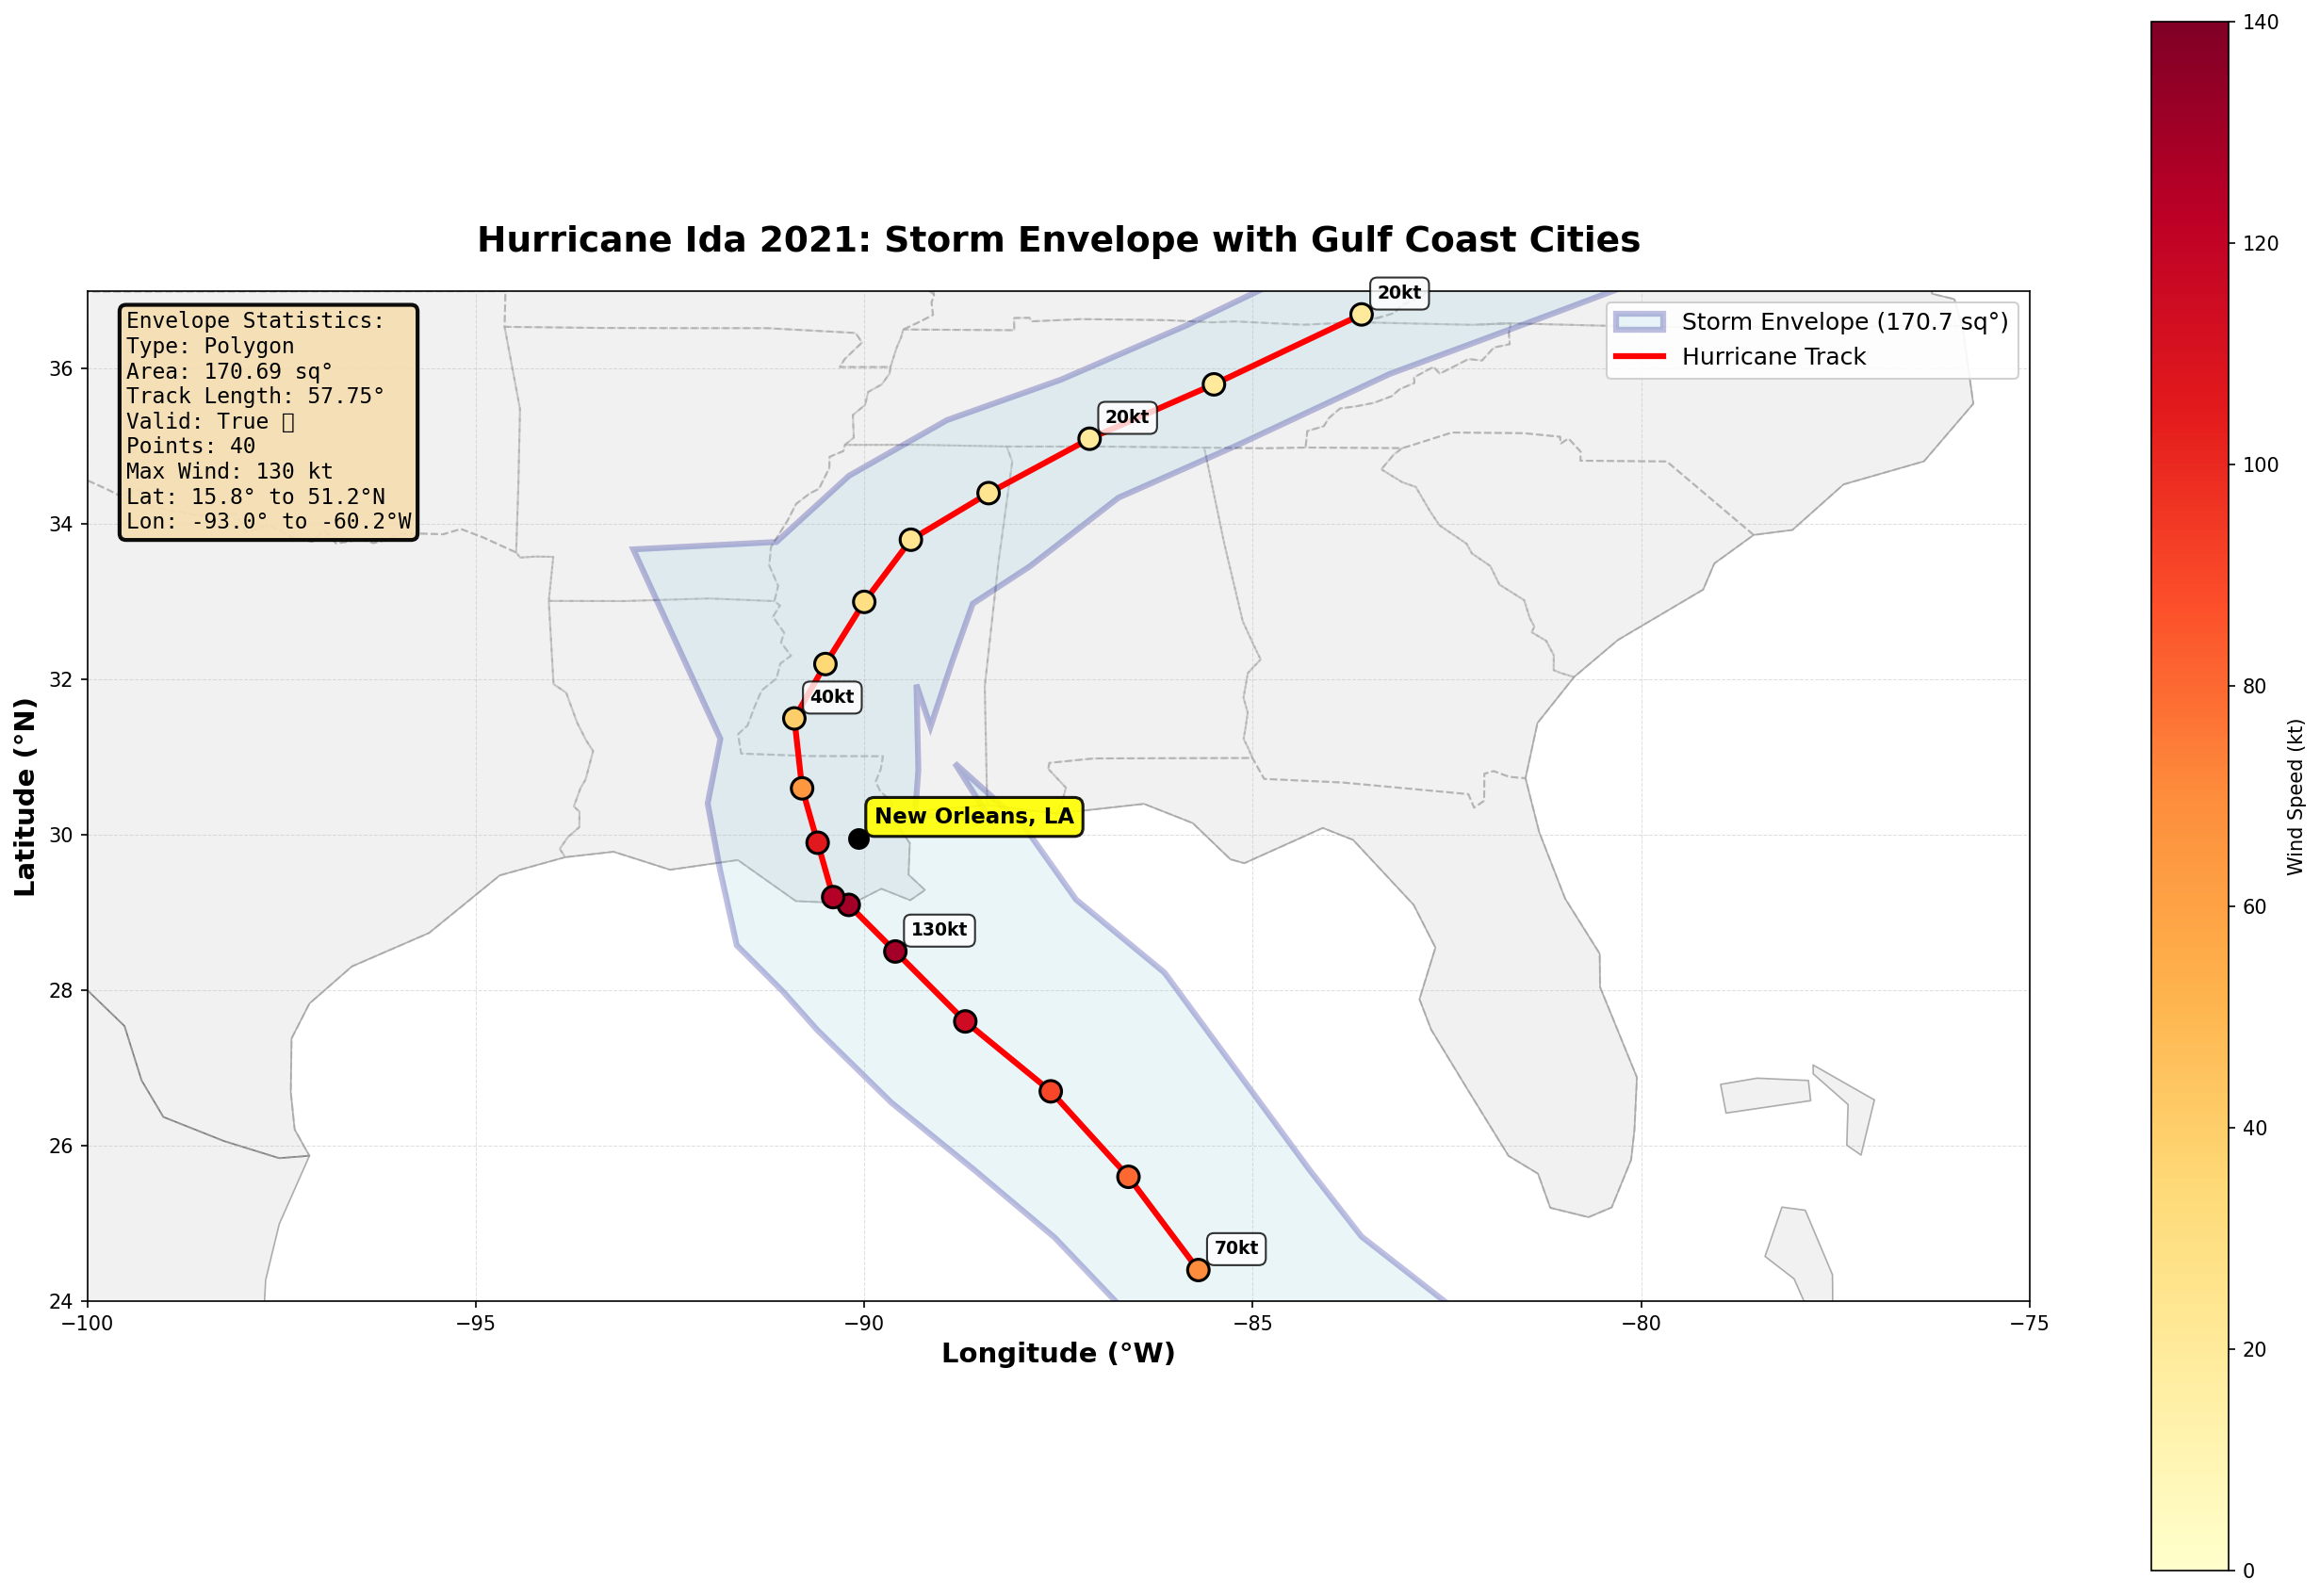 Hurricane Ida 2021: Storm Envelope with Gulf Coast Cities
Envelope Statistics:
Type: Polygon
Area: 170.69 sq°
Track Length: 57.75°
Valid: True
Points: 40
Max Wind: 130 kt
Lat: 15.8° to 51.2°N
Lon: -93.0° to -60.2°W
Storm Envelope (170.7 sq°)
Hurricane Track
20kt
20kt
40kt
New Orleans, LA
130kt
70kt
Latitude (°N)
36
34
32
30
28
26
24
−100
−95
−90
−85
−80
−75
Longitude (°W)
140
120
100
80
60
40
20
0
Wind Speed (kt)